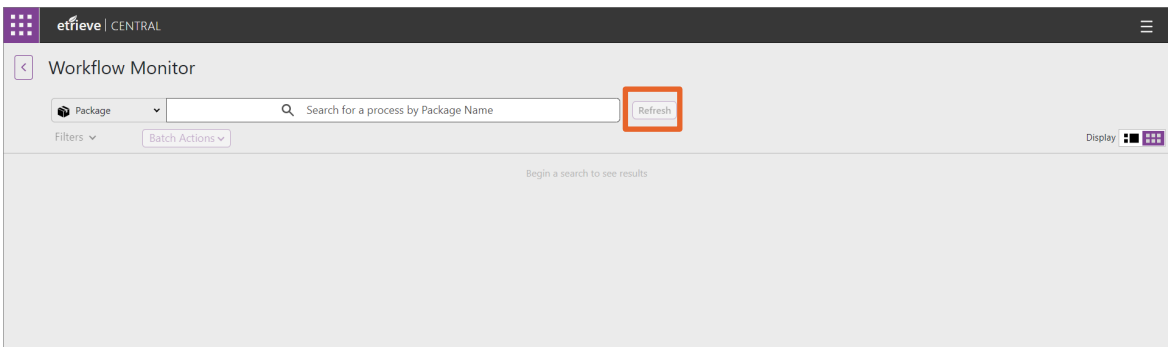 etrieve | CENTRAL
Workflow Monitor
Package
Search for a process by Package Name
Refresh
Filters
Batch Actions
Display
Begin a search to see results